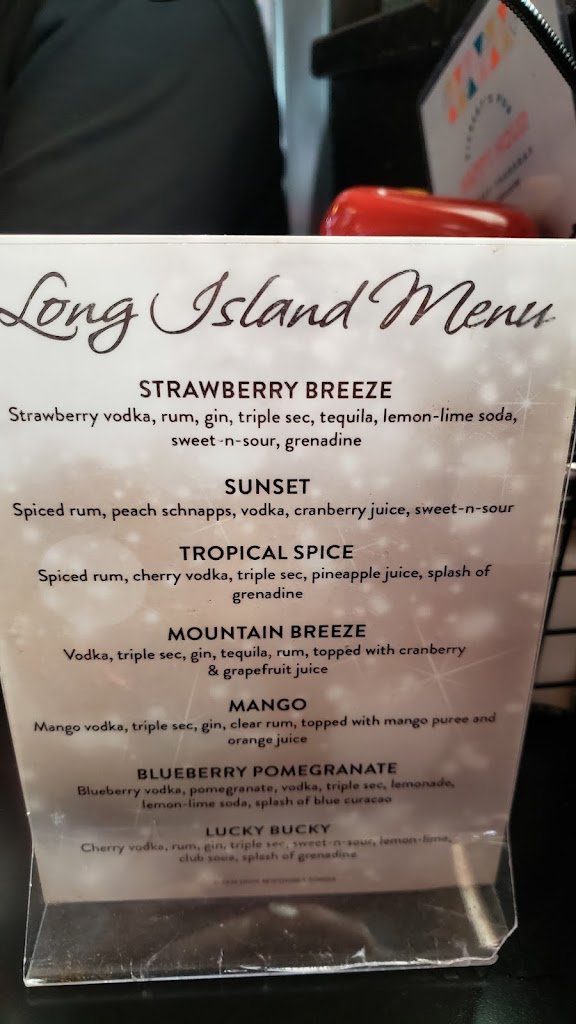 Long Island Menu
STRAWBERRY BREEZE
Strawberry vodka, rum, gin, triple sec, tequila, lemon-lime soda,
sweet-n-sour, grenadine
SUNSET
Spiced rum, peach schnapps, vodka, cranberry juice, sweet-n-sour
TROPICAL SPICE
Spiced rum, cherry vodka, triple sec, pineapple juice, splash of
grenadine
MOUNTAIN BREEZE
Vodka, triple sec, gin, tequila, rum, topped with cranberry
& grapefruit juice
MANGO
Mango vodka, triple sec, gin, clear rum, topped with mango puree and
orange juice
BLUEBERRY POMEGRANATE
Blueberry vodka, pomegranate, vodka, triple sec, lemonade,
lemon-lime soda, splash of blue curacao
LUCKY BUCKY
Cherry vodka, rum, gin, triple sec, sweet-n-sour, lemon-lime,
club soda, splash of grenadine